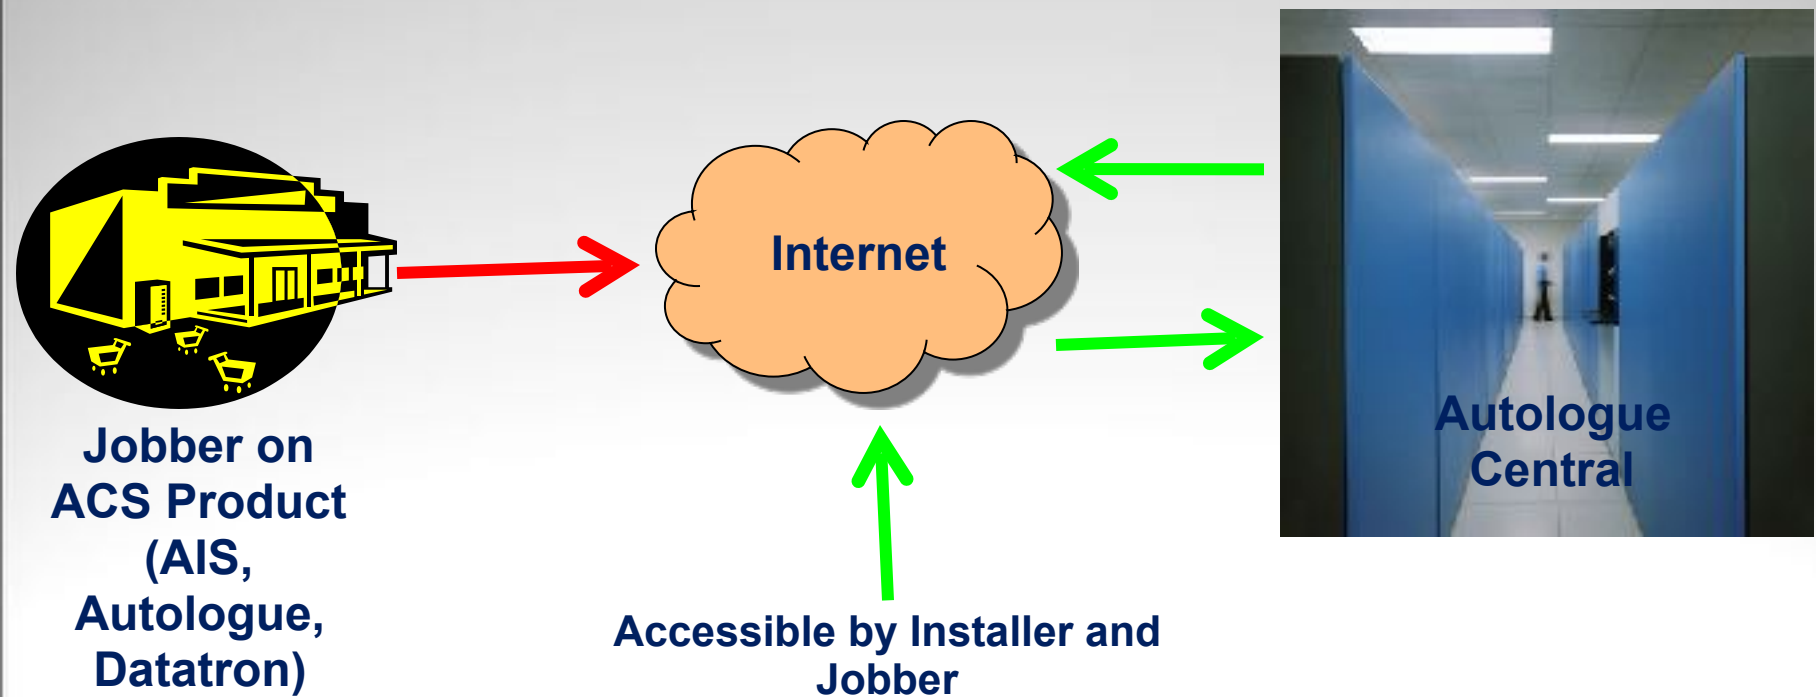 Internet
Autologue
Central
Jobber on
ACS Product
(AIS,
Autologue,
Datatron)
Accessible by Installer and
Jobber